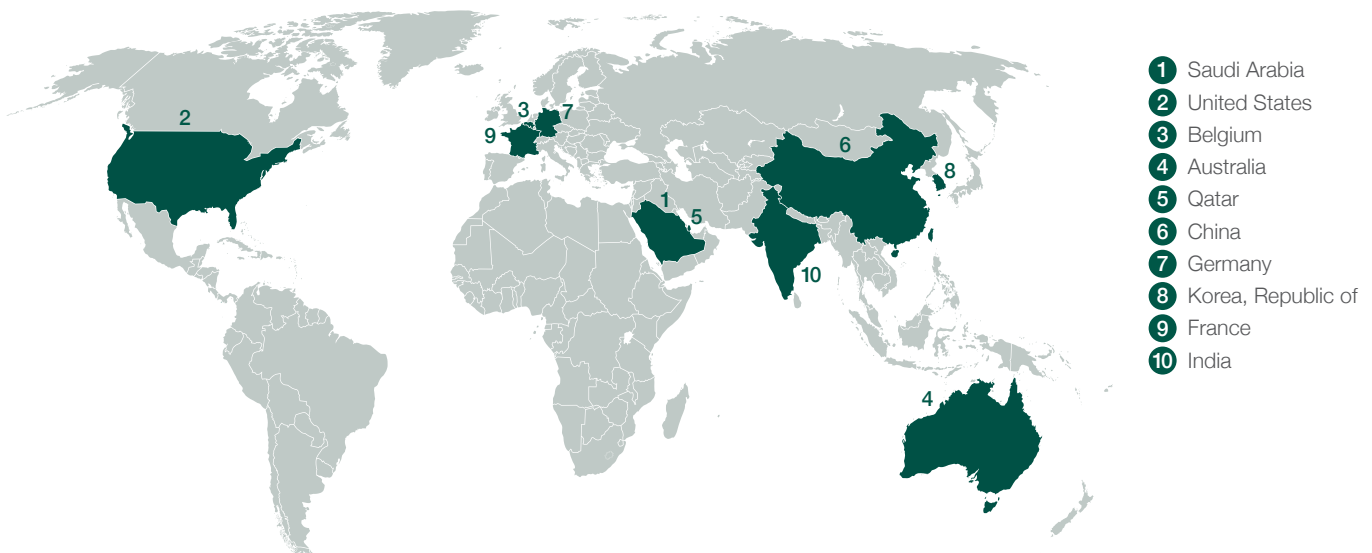 2
3
7
9
6
8
1
5
10
4
1 Saudi Arabia
2 United States
3 Belgium
4 Australia
5 Qatar
6 China
7 Germany
8 Korea, Republic of
9 France
10 India